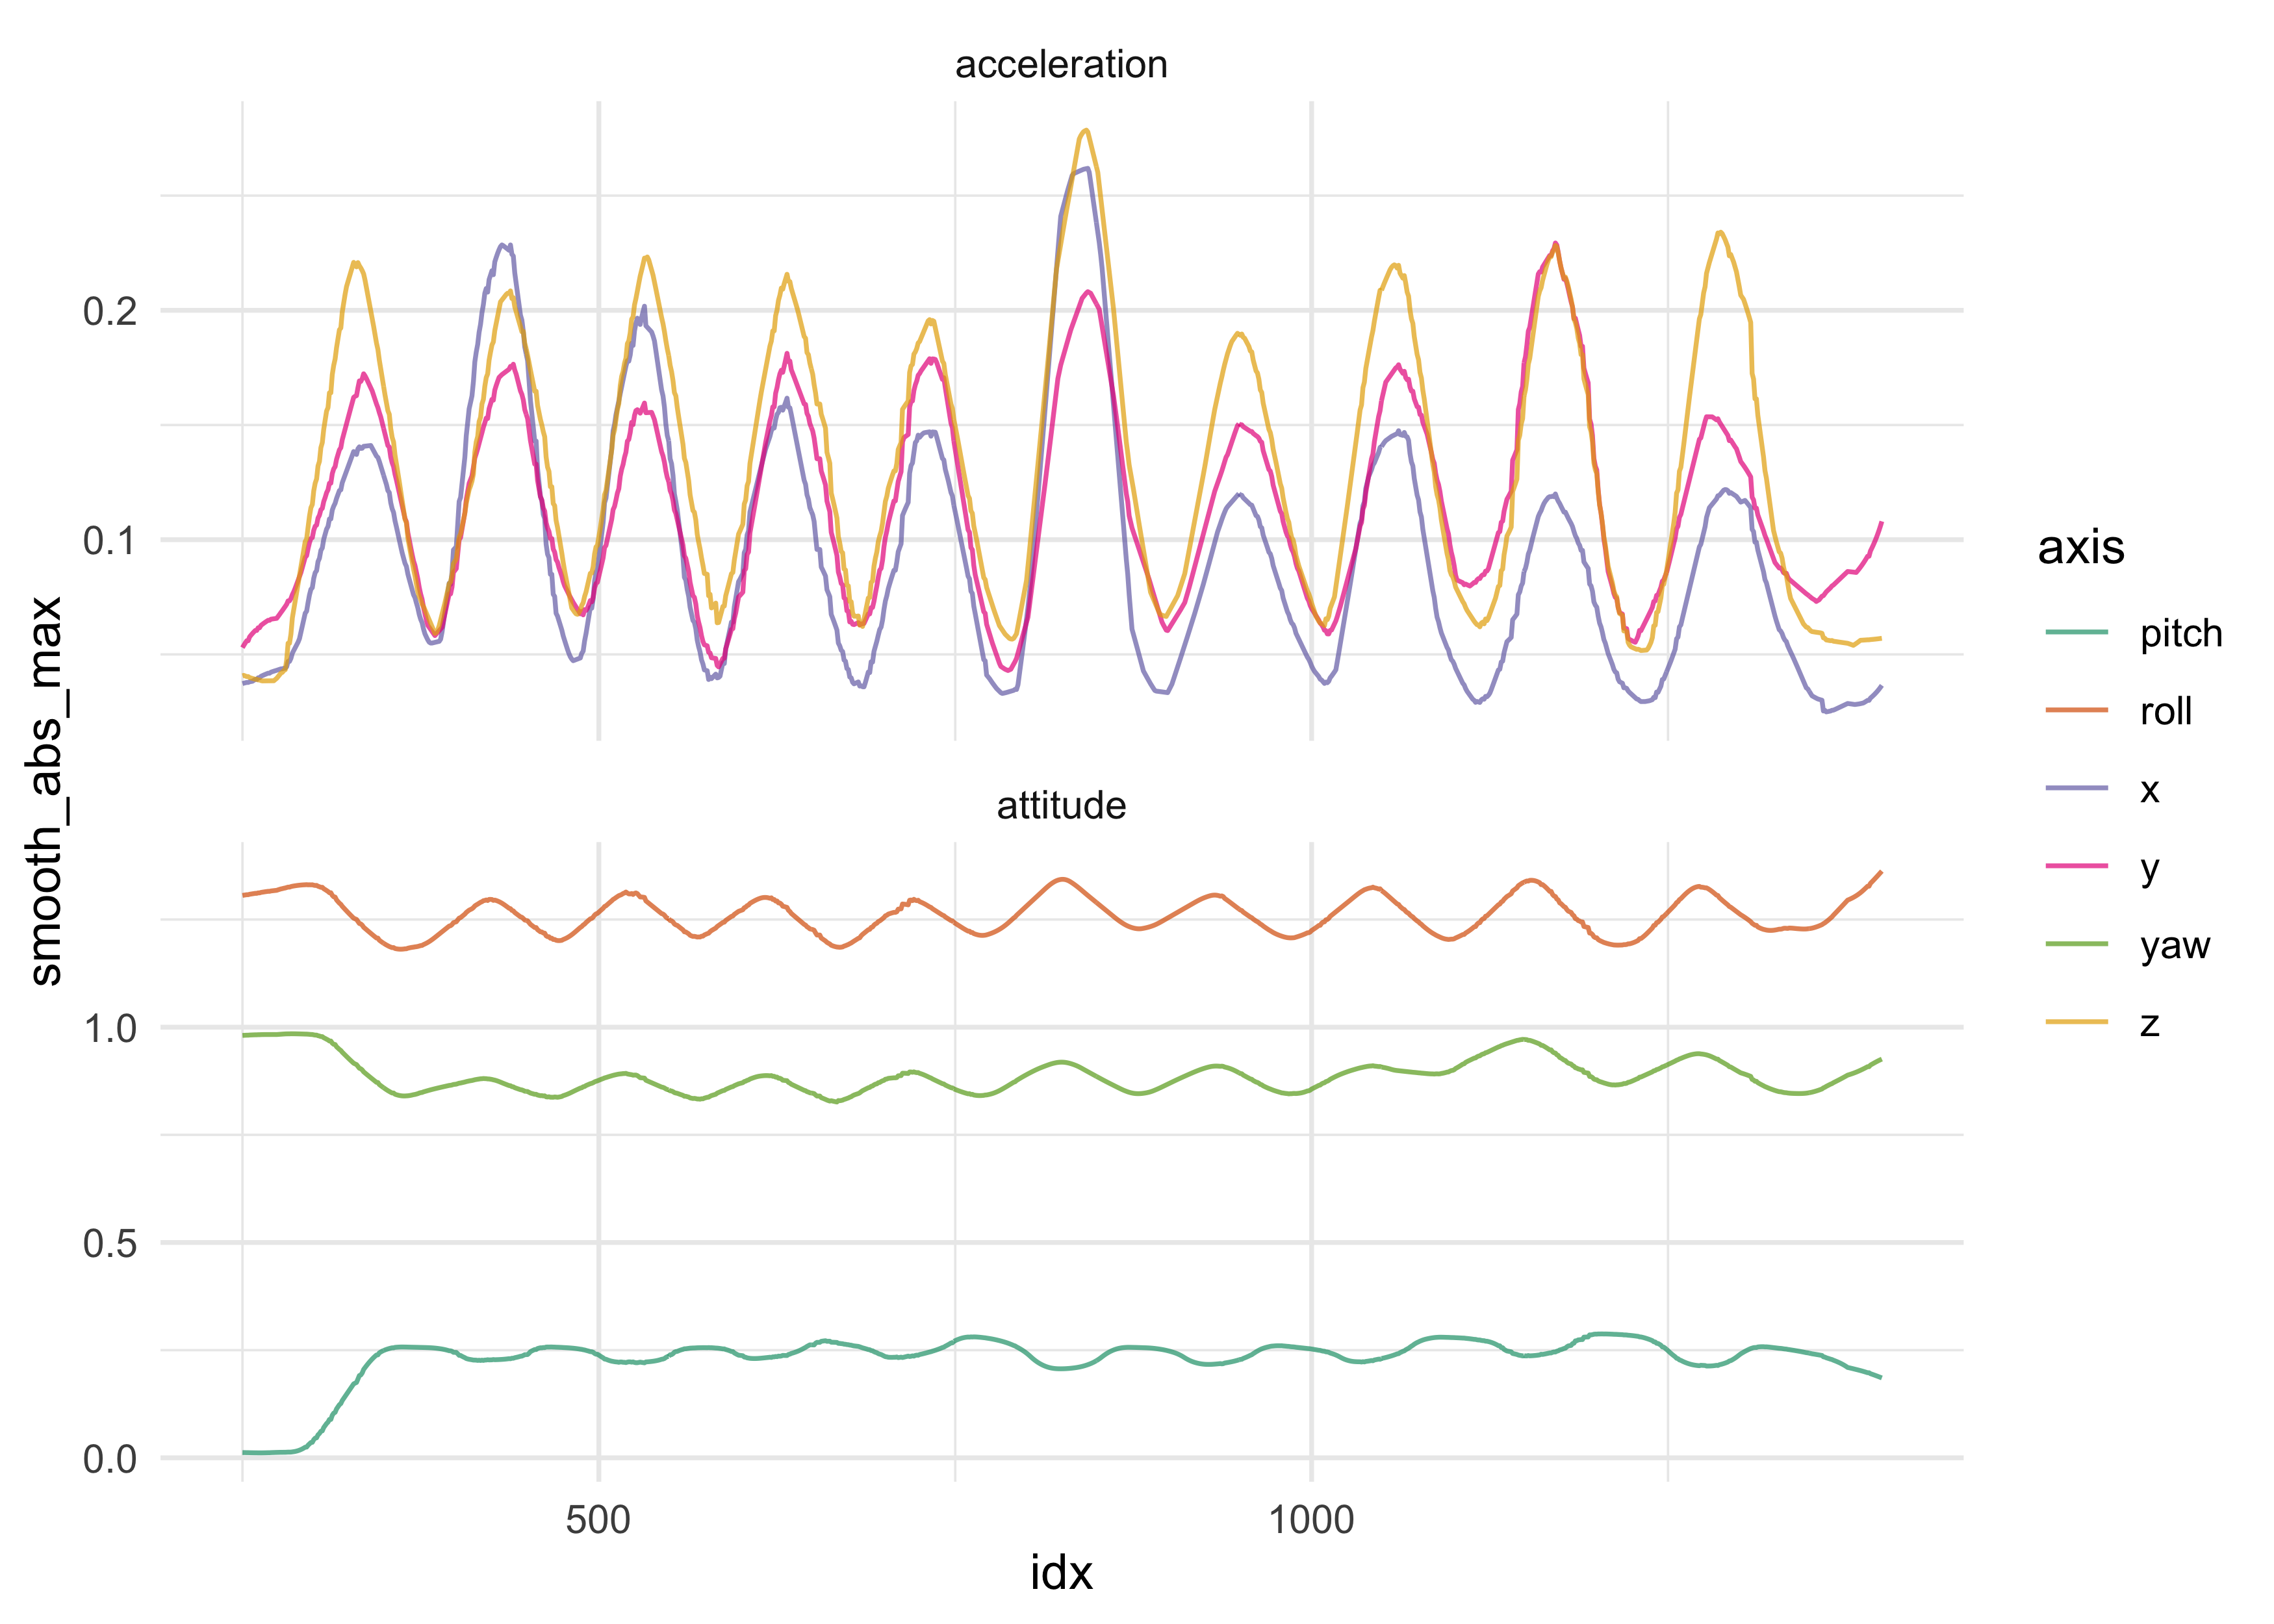 acceleration
0.2
0.1
attitude
1.0
0.5
0.0
500
1000
idx
smooth_abs_max
axis
pitch
roll
x
y
yaw
z